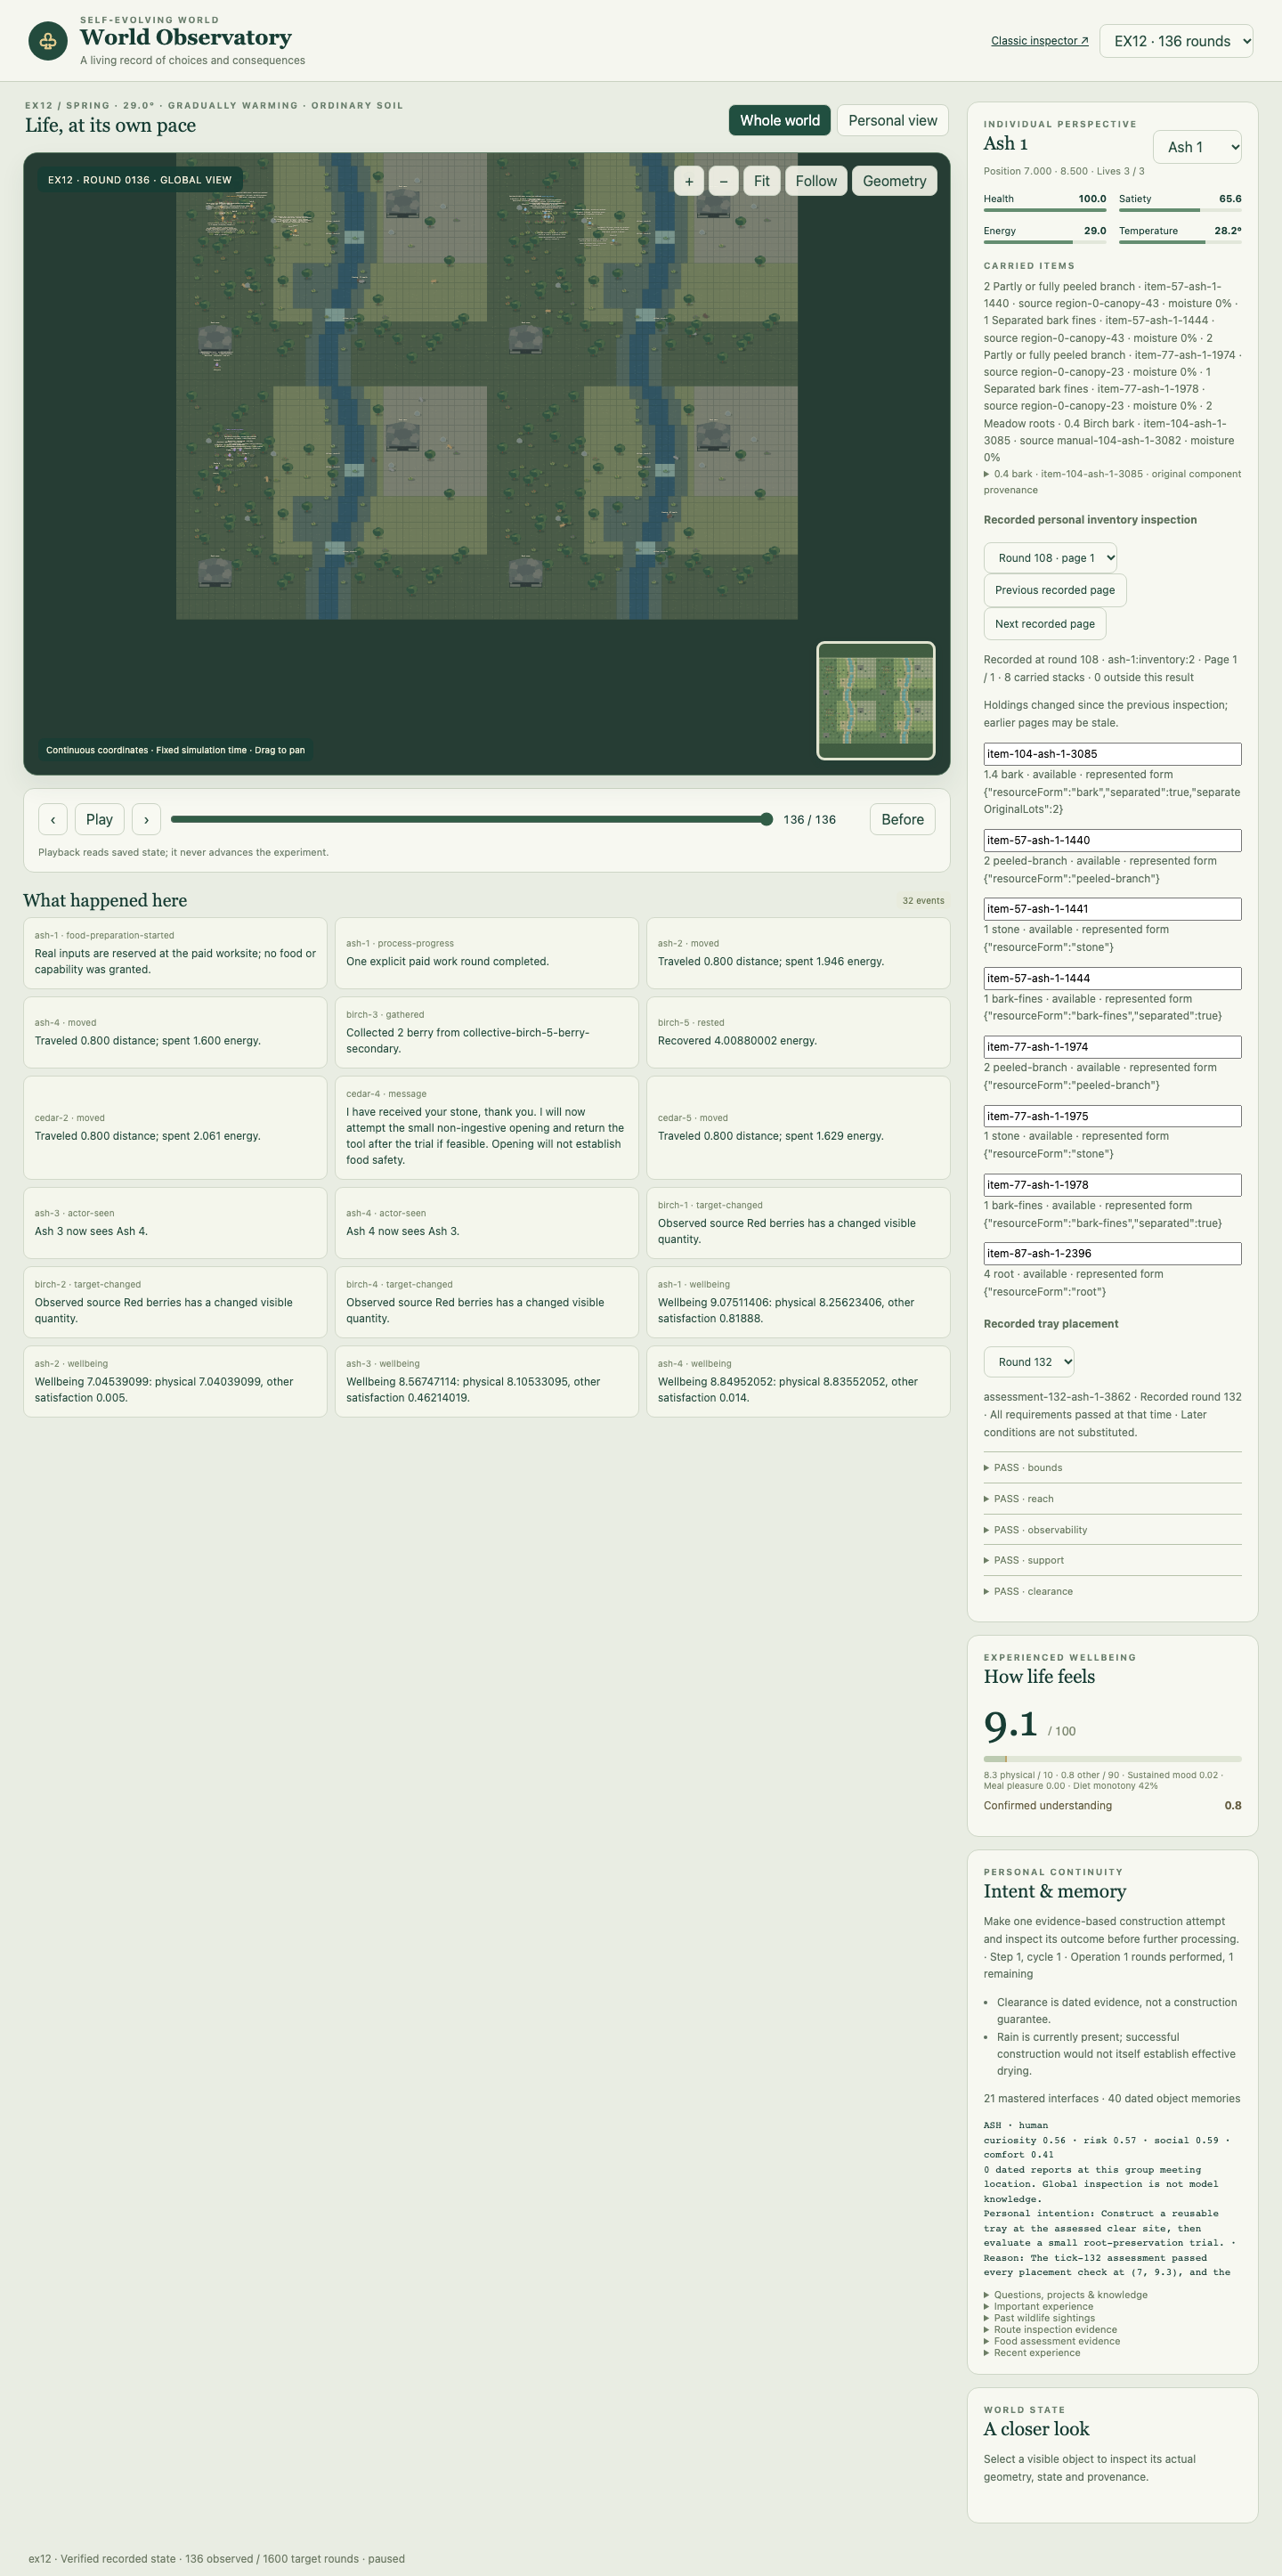 SELF-EVOLVING WORLD
World Observatory
A living record of choices and consequences
Classic inspector ↗
EX12 · 136 rounds
EX12 / SPRING · 29.0° · GRADUALLY WARMING · ORDINARY SOIL
Life, at its own pace
Whole world
Personal view
EX12 · ROUND 0136 · GLOBAL VIEW
+
−
Fit
Follow
Geometry
Continuous coordinates · Fixed simulation time · Drag to pan
‹
Play
›
136 / 136
Before
Playback reads saved state; it never advances the experiment.
What happened here
32 events
ash-1 · food-preparation-started
Real inputs are reserved at the paid worksite; no food or
capability was granted.
ash-1 · process-progress
One explicit paid work round completed.
ash-2 · moved
Traveled 0.800 distance; spent 1.946 energy.
ash-4 · moved
Traveled 0.800 distance; spent 1.600 energy.
birch-3 · gathered
Collected 2 berry from collective-birch-5-berry-
secondary.
birch-5 · rested
Recovered 4.00880002 energy.
cedar-2 · moved
Traveled 0.800 distance; spent 2.061 energy.
cedar-4 · message
I have received your stone, thank you. I will now
attempt the small non-ingestive opening and return the
tool after the trial if feasible. Opening will not establish
food safety.
cedar-5 · moved
Traveled 0.800 distance; spent 1.629 energy.
ash-3 · actor-seen
Ash 3 now sees Ash 4.
ash-4 · actor-seen
Ash 4 now sees Ash 3.
birch-1 · target-changed
Observed source Red berries has a changed visible
quantity.
birch-2 · target-changed
Observed source Red berries has a changed visible
quantity.
birch-4 · target-changed
Observed source Red berries has a changed visible
quantity.
ash-1 · wellbeing
Wellbeing 9.07511406: physical 8.25623406, other
satisfaction 0.81888.
ash-2 · wellbeing
Wellbeing 7.04539099: physical 7.04039099, other
satisfaction 0.005.
ash-3 · wellbeing
Wellbeing 8.56747114: physical 8.10533095, other
satisfaction 0.46214019.
ash-4 · wellbeing
Wellbeing 8.84952052: physical 8.83552052, other
satisfaction 0.014.
INDIVIDUAL PERSPECTIVE
Ash 1
Ash 1
Position 7.000 · 8.500 · Lives 3 / 3
Health 100.0
Satiety 65.6
Energy 29.0
Temperature 28.2°
CARRIED ITEMS
2 Partly or fully peeled branch · item-57-ash-1-
1440 · source region-0-canopy-43 · moisture 0% ·
1 Separated bark fines · item-57-ash-1-1444 ·
source region-0-canopy-43 · moisture 0% · 2
Partly or fully peeled branch · item-77-ash-1-1974 ·
source region-0-canopy-23 · moisture 0% · 1
Separated bark fines · item-77-ash-1-1978 ·
source region-0-canopy-23 · moisture 0% · 2
Meadow roots · 0.4 Birch bark · item-104-ash-1-
3085 · source manual-104-ash-1-3082 · moisture
0%
▸ 0.4 bark · item-104-ash-1-3085 · original component
provenance
Recorded personal inventory inspection
Round 108 · page 1
Previous recorded page
Next recorded page
Recorded at round 108 · ash-1:inventory:2 · Page 1
/ 1 · 8 carried stacks · 0 outside this result
Holdings changed since the previous inspection;
earlier pages may be stale.
item-104-ash-1-3085
1.4 bark · available · represented form
{"resourceForm":"bark","separated":true,"separate
OriginalLots":2}
item-57-ash-1-1440
2 peeled-branch · available · represented form
{"resourceForm":"peeled-branch"}
item-57-ash-1-1441
1 stone · available · represented form
{"resourceForm":"stone"}
item-57-ash-1-1444
1 bark-fines · available · represented form
{"resourceForm":"bark-fines","separated":true}
item-77-ash-1-1974
2 peeled-branch · available · represented form
{"resourceForm":"peeled-branch"}
item-77-ash-1-1975
1 stone · available · represented form
{"resourceForm":"stone"}
item-77-ash-1-1978
1 bark-fines · available · represented form
{"resourceForm":"bark-fines","separated":true}
item-87-ash-1-2396
4 root · available · represented form
{"resourceForm":"root"}
Recorded tray placement
Round 132
assessment-132-ash-1-3862 · Recorded round 132
· All requirements passed at that time · Later
conditions are not substituted.
▸ PASS · bounds
▸ PASS · reach
▸ PASS · observability
▸ PASS · support
▸ PASS · clearance
EXPERIENCED WELLBEING
How life feels
9.1 / 100
8.3 physical / 10 · 0.8 other / 90 · Sustained mood 0.02 ·
Meal pleasure 0.00 · Diet monotony 42%
Confirmed understanding 0.8
PERSONAL CONTINUITY
Intent & memory
Make one evidence-based construction attempt
and inspect its outcome before further processing.
· Step 1, cycle 1 · Operation 1 rounds performed, 1
remaining
• Clearance is dated evidence, not a construction
guarantee.
• Rain is currently present; successful
construction would not itself establish effective
drying.
21 mastered interfaces · 40 dated object memories
ASH · human
curiosity 0.56 · risk 0.57 · social 0.59 ·
comfort 0.41
0 dated reports at this group meeting
location. Global inspection is not model
knowledge.
Personal intention: Construct a reusable
tray at the assessed clear site, then
evaluate a small root-preservation trial. ·
Reason: The tick-132 assessment passed
every placement check at (7, 9.3), and the
▸ Questions, projects & knowledge
▸ Important experience
▸ Past wildlife sightings
▸ Route inspection evidence
▸ Food assessment evidence
▸ Recent experience
WORLD STATE
A closer look
Select a visible object to inspect its actual
geometry, state and provenance.
ex12 · Verified recorded state · 136 observed / 1600 target rounds · paused